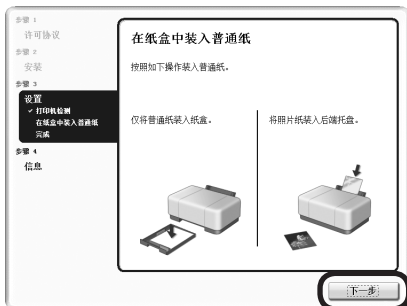 步骤 1
许可协议
步骤 2
安装
步骤 3
设置
✓ 打印机检测
在纸盒中装入普通纸
完成
步骤 4
信息
在纸盒中装入普通纸
按照如下操作装入普通纸。
仅将普通纸装入纸盒。
将照片纸装入后端托盘。
下一步